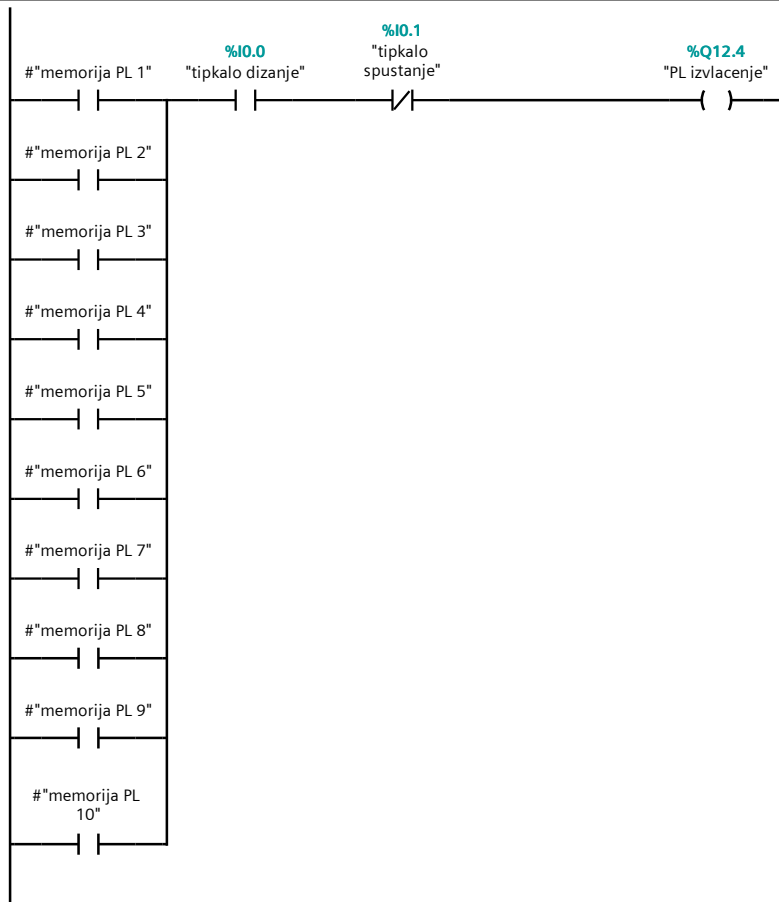 %I0.1
%I0.0
"tipkalo
%Q12.4
#"memorija PL 1"
"tipkalo dizanje"
spustanje"
"PL izvlacenje"
#"memorija PL 2"
#"memorija PL 3"
#"memorija PL 4"
#"memorija PL 5"
#"memorija PL 6"
#"memorija PL 7"
#"memorija PL 8"
#"memorija PL 9"
#"memorija PL
10"